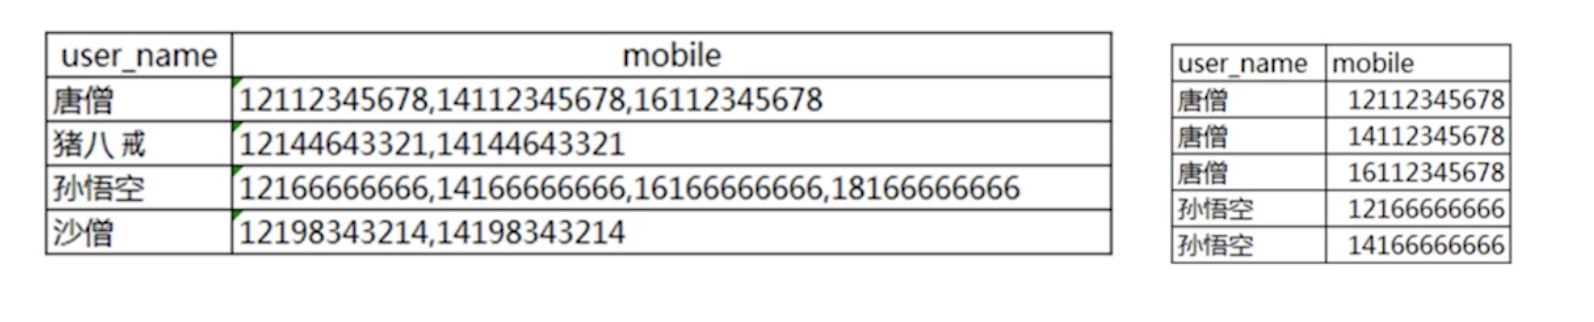 user_name mobile
唐僧 12112345678,14112345678,16112345678
猪八 戒 12144643321,14144643321
孙悟空 12166666666,14166666666,16166666666,18166666666
沙僧 12198343214,14198343214
user_name mobile
唐僧 12112345678
唐僧 14112345678
唐僧 16112345678
孙悟空 12166666666
孙悟空 14166666666